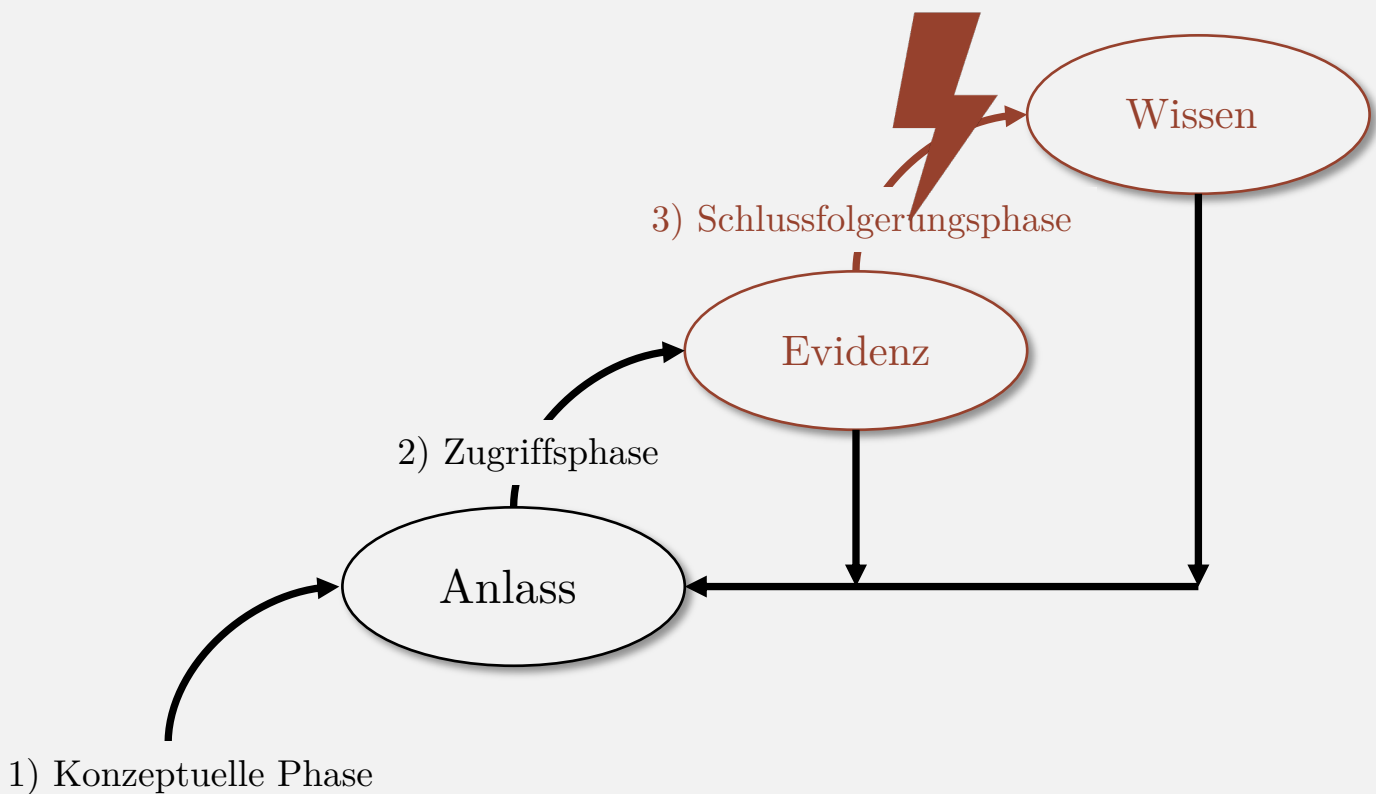 Wissen
3) Schlussfolgerungsphase
Evidenz
2) Zugriffsphase
Anlass
1) Konzeptuelle Phase